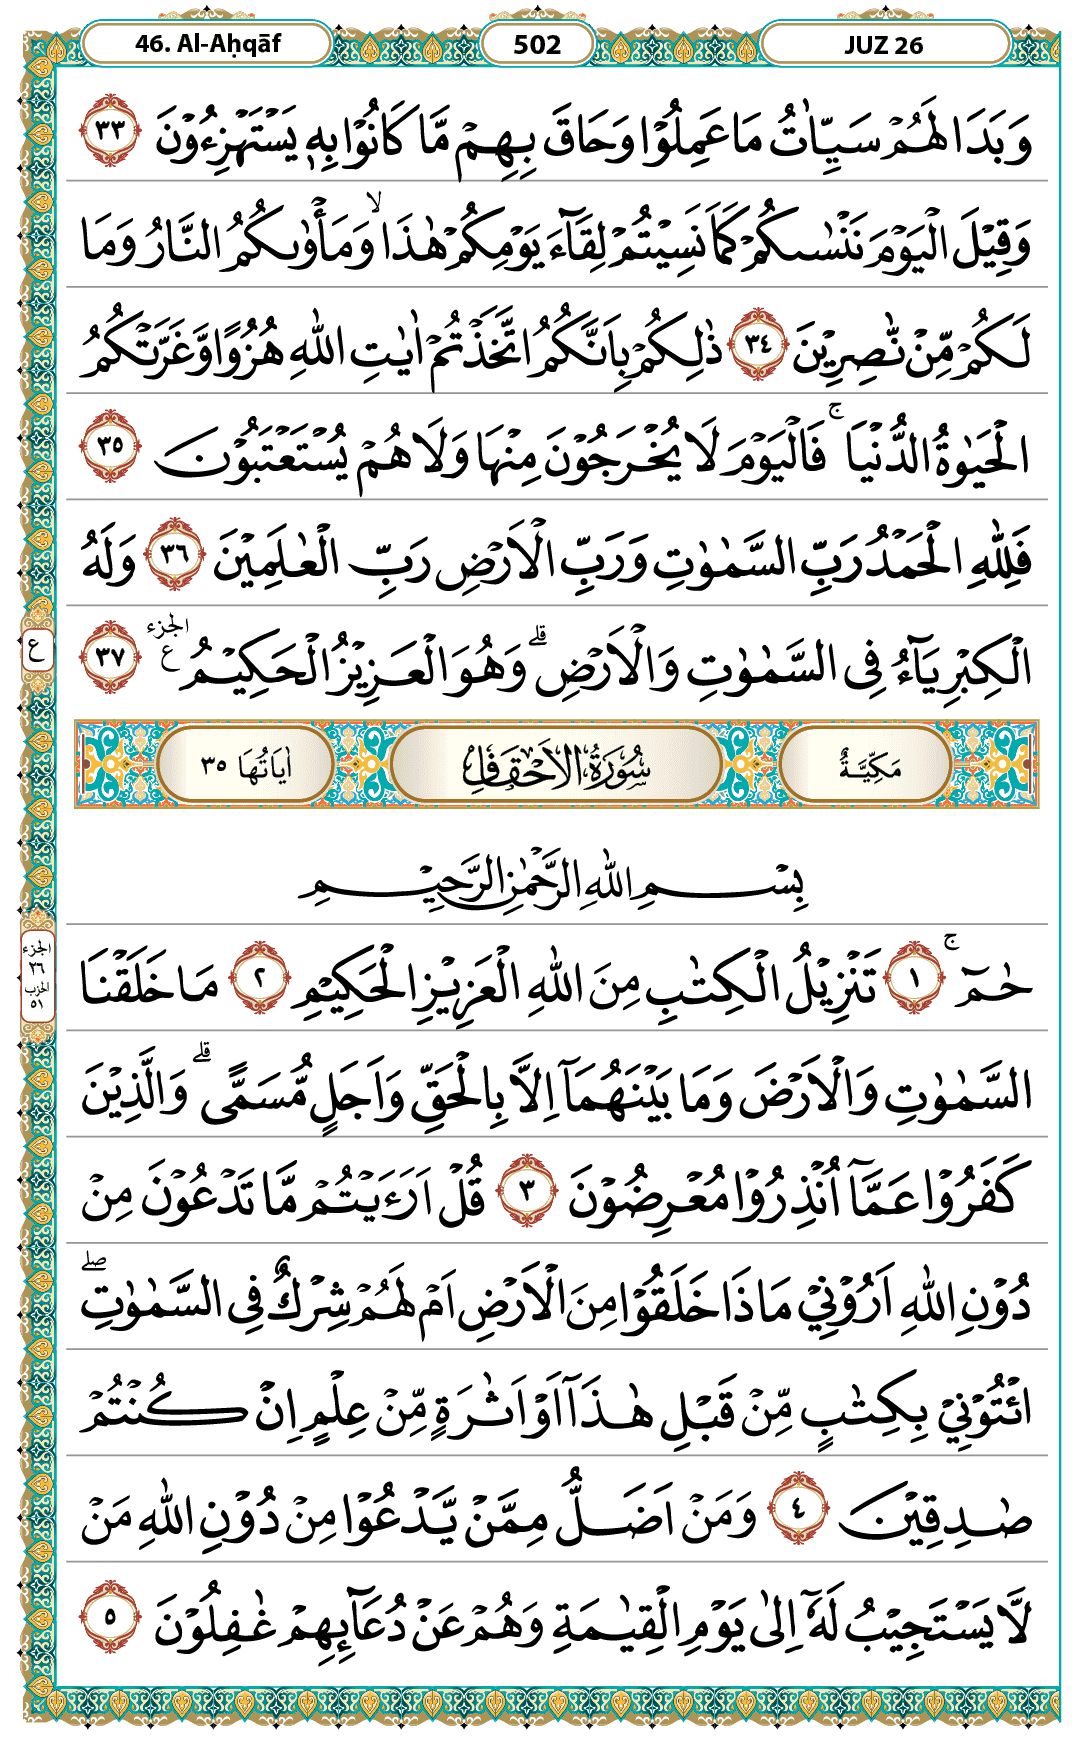 46. Al-Aḥqāf 502 JUZ 26
وَبَدَا لَهُمْ سَيِّاٰتُ مَا عَمِلُوْا وَحَاقَ بِهِمْ مَّا كَانُوْا بِهٖ يَسْتَهْزِءُوْنَ ٣٣
وَقِيْلَ الْيَوْمَ نَنْسٰىكُمْ كَمَا نَسِيْتُمْ لِقَاۤءَ يَوْمِكُمْ هٰذَاۙ وَمَأْوٰىكُمُ النَّارُ وَمَا
لَكُمْ مِّنْ نّٰصِرِيْنَ ٣٤ ذٰلِكُمْ بِاَنَّكُمُ اتَّخَذْتُمْ اٰيٰتِ اللّٰهِ هُزُوًا وَّغَرَّتْكُمُ
الْحَيٰوةُ الدُّنْيَاۚ فَالْيَوْمَ لَا يُخْرَجُوْنَ مِنْهَا وَلَا هُمْ يُسْتَعْتَبُوْنَ ٣٥
فَلِلّٰهِ الْحَمْدُ رَبِّ السَّمٰوٰتِ وَرَبِّ الْاَرْضِ رَبِّ الْعٰلَمِيْنَ ٣٦ وَلَهُ
الْكِبْرِيَاۤءُ فِى السَّمٰوٰتِ وَالْاَرْضِۗ وَهُوَ الْعَزِيْزُ الْحَكِيْمُ الجزء ع ٣٧
ع
مَكِّيَّةٌ سُوْرَةُ الْاَحْقَافِ اٰيَاتُهَا ٣٥
بِسْمِ اللّٰهِ الرَّحْمٰنِ الرَّحِيْمِ
حٰمۤۚ ١ تَنْزِيْلُ الْكِتٰبِ مِنَ اللّٰهِ الْعَزِيْزِ الْحَكِيْمِ ٢ مَا خَلَقْنَا
الجزء
٢٦
الحزب
٥١
السَّمٰوٰتِ وَالْاَرْضَ وَمَا بَيْنَهُمَآ اِلَّا بِالْحَقِّ وَاَجَلٍ مُّسَمًّىۗ وَالَّذِيْنَ
كَفَرُوْا عَمَّآ اُنْذِرُوْا مُعْرِضُوْنَ ٣ قُلْ اَرَءَيْتُمْ مَّا تَدْعُوْنَ مِنْ
دُوْنِ اللّٰهِ اَرُوْنِيْ مَاذَا خَلَقُوْا مِنَ الْاَرْضِ اَمْ لَهُمْ شِرْكٌ فِى السَّمٰوٰتِۖ
ائْتُوْنِيْ بِكِتٰبٍ مِّنْ قَبْلِ هٰذَآ اَوْ اَثٰرَةٍ مِّنْ عِلْمٍ اِنْ كُنْتُمْ
صٰدِقِيْنَ ٤ وَمَنْ اَضَلُّ مِمَّنْ يَّدْعُوْا مِنْ دُوْنِ اللّٰهِ مَنْ
لَّا يَسْتَجِيْبُ لَهٗٓ اِلٰى يَوْمِ الْقِيٰمَةِ وَهُمْ عَنْ دُعَاۤىِٕهِمْ غٰفِلُوْنَ ٥